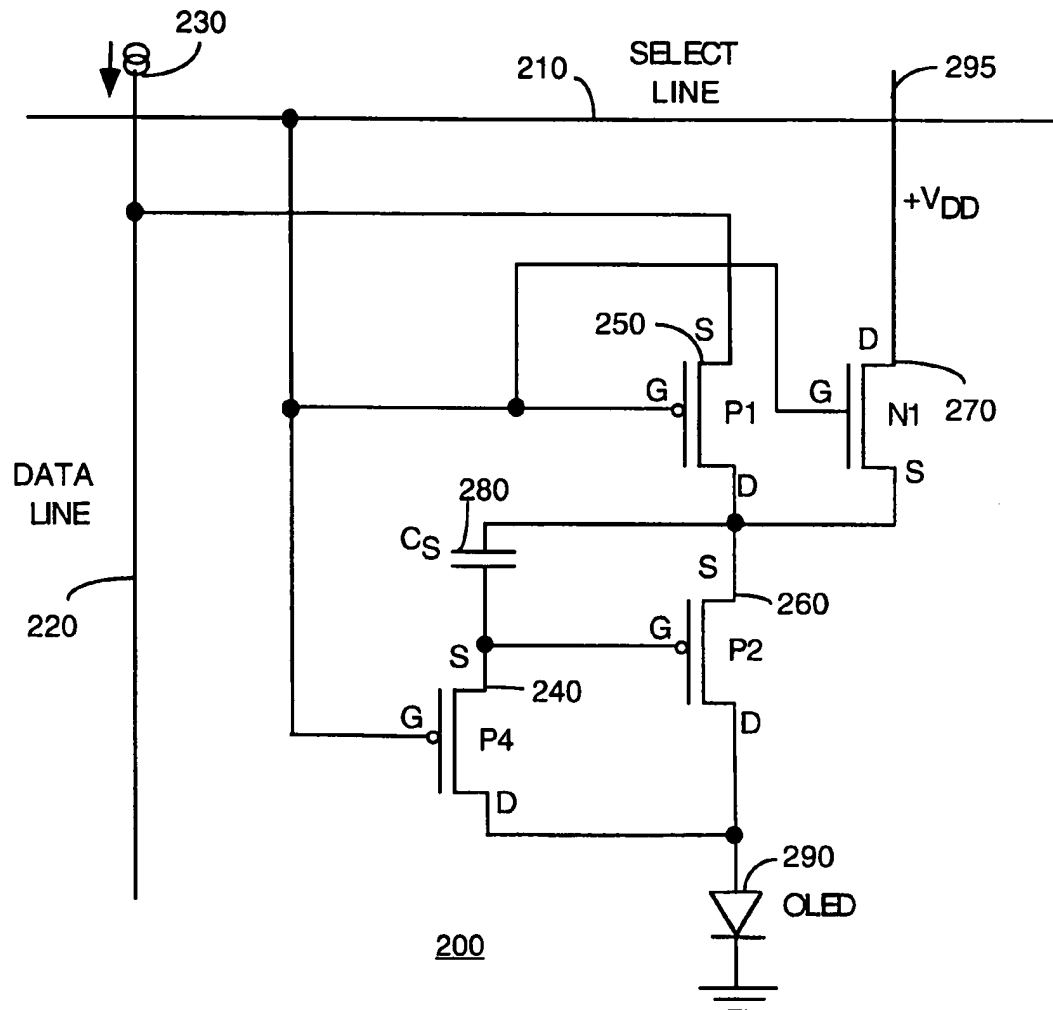 230
SELECT
LINE
210
295
+VDD
250
S
D
G
G
P1
N1
270
D
S
DATA
LINE
280
CS
S
260
220
G
P2
S
240
G
P4
D
D
290
OLED
200